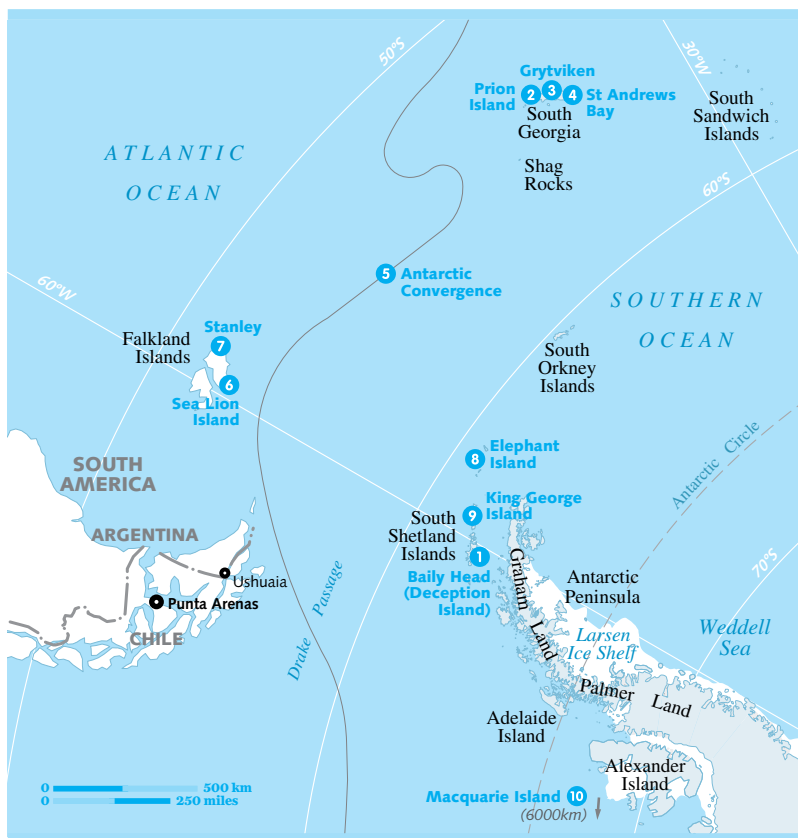 50°S
30°W
Grytviken
Prion
Island
2
3
4
St Andrews
Bay
South
Georgia
South
Sandwich
Islands
ATLANTIC
OCEAN
Shag
Rocks
60°S
60°W
5
Antarctic
Convergence
SOUTHERN
OCEAN
Stanley
7
Falkland
Islands
6
Sea Lion
Island
South
Orkney
Islands
Antarctic Circle
8
Elephant
Island
SOUTH
AMERICA
King George
Island
9
South
Shetland
Islands
1
ARGENTINA
Ushuaia
Punta Arenas
CHILE
Drake Passage
Baily Head
(Deception
Island)
Graham Land
Antarctic
Peninsula
70°S
Larsen
Ice Shelf
Weddell
Sea
Palmer Land
Adelaide
Island
Alexander
Island
0 500 km
0 250 miles
Macquarie Island 10
(6000km)